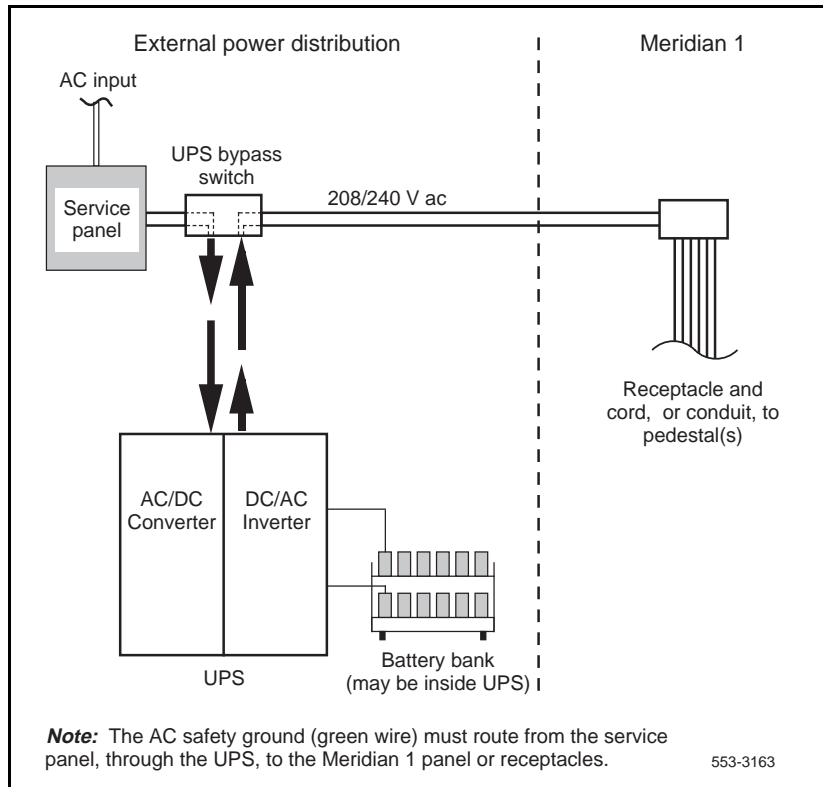 External power distribution
Meridian 1
AC input
UPS bypass
switch
208/240 V ac
Service
panel
Receptacle and
cord, or conduit, to
pedestal(s)
AC/DC
Converter
DC/AC
Inverter
Battery bank
(may be inside UPS)
UPS
Note: The AC safety ground (green wire) must route from the service
panel, through the UPS, to the Meridian 1 panel or receptacles.
553-3163